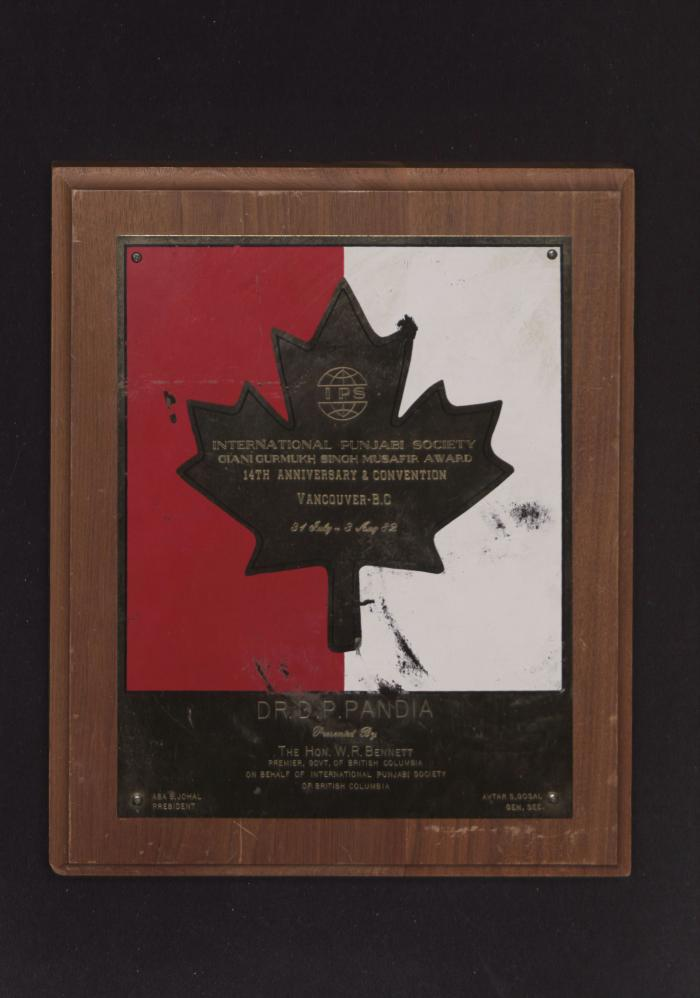 IPS
INTERNATIONAL PUNJABI SOCIETY
GIANI GURMUKH SINGH MUSAFIR AWARD
14TH ANNIVERSARY & CONVENTION
VANCOUVER-B.C
31 July - 3 Aug 82
DR. D. P. PANDIA
Presented By
THE HON. W. R. BENNETT
PREMIER, GOVT. OF BRITISH COLUMBIA
ON BEHALF OF INTERNATIONAL PUNJABI SOCIETY
OF BRITISH COLUMBIA
ASA S. JOHAL
PRESIDENT
AVTAR S. GOSAL
GEN. SEC.